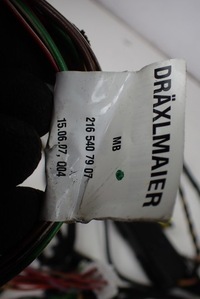 DRÄXLMAIER
MB
216 540 79 07
15.06.07, 004